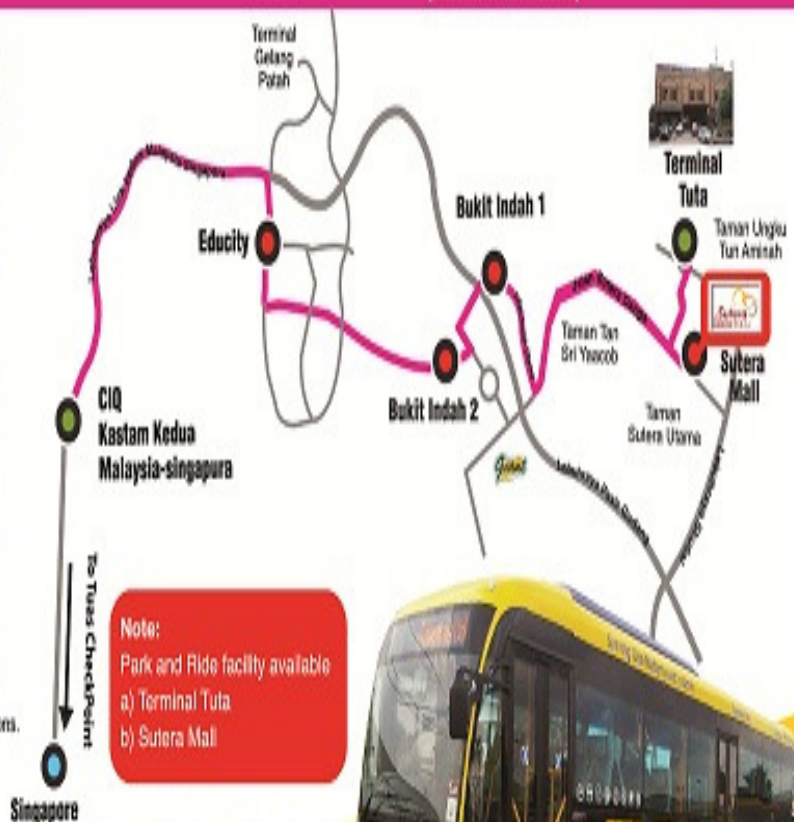 Terminal
Gelang
Patah
Terminal
Tuta
Bukit Indah 1
Taman Ungku
Tun Aminah
Educity
Taman Tan
Sri Yaacob
Sutera
Mall
Bukit Indah 2
Taman
Sutera Utama
CIQ
Kastam Kedua
Malaysia-singapura
Giant
To Tuas CheckPoint
Note:
Park and Ride facility available
a) Terminal Tuta
b) Sutera Mall
ons.
Singapore